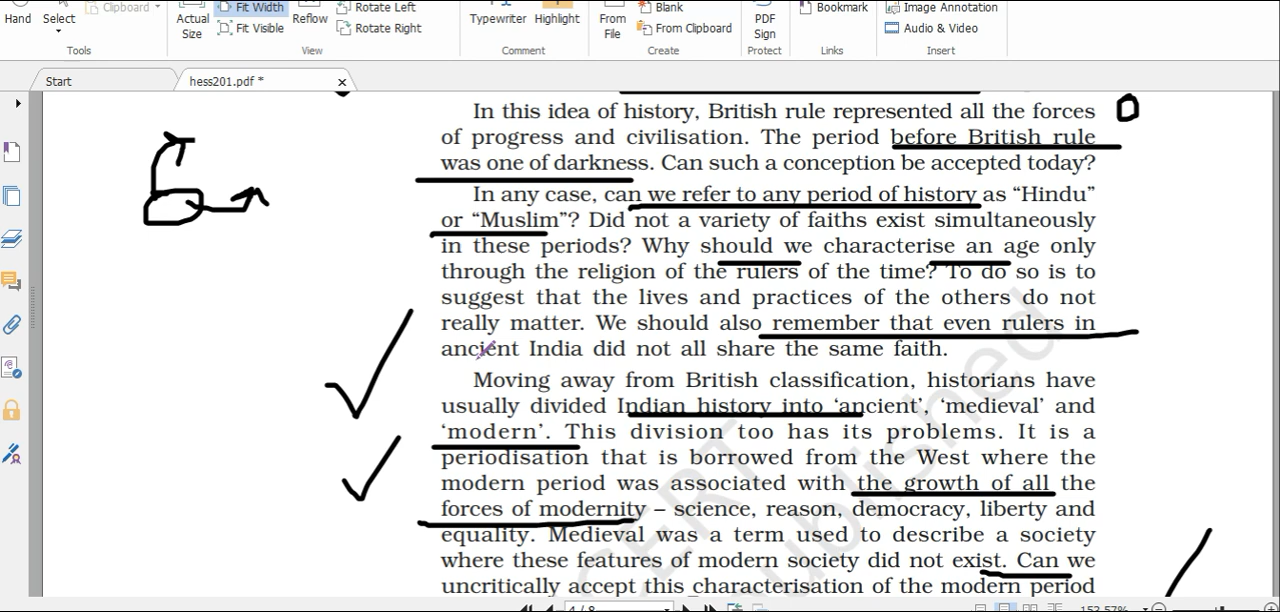 Hand
Select
Clipboard
Tools
Actual Size
Fit Width
Fit Visible
Reflow
Rotate Left
Rotate Right
View
Typewriter
Highlight
Comment
From File
Blank
From Clipboard
Create
PDF Sign
Protect
Bookmark
Links
Image Annotation
Audio & Video
Insert
Start
hess201.pdf *
In this idea of history, British rule represented all the forces
of progress and civilisation. The period before British rule
was one of darkness. Can such a conception be accepted today?
In any case, can we refer to any period of history as “Hindu”
or “Muslim”? Did not a variety of faiths exist simultaneously
in these periods? Why should we characterise an age only
through the religion of the rulers of the time? To do so is to
suggest that the lives and practices of the others do not
really matter. We should also remember that even rulers in
ancient India did not all share the same faith.
Moving away from British classification, historians have
usually divided Indian history into ‘ancient’, ‘medieval’ and
‘modern’. This division too has its problems. It is a
periodisation that is borrowed from the West where the
modern period was associated with the growth of all the
forces of modernity – science, reason, democracy, liberty and
equality. Medieval was a term used to describe a society
where these features of modern society did not exist. Can we
uncritically accept this characterisation of the modern period
4 / 8
153.57%